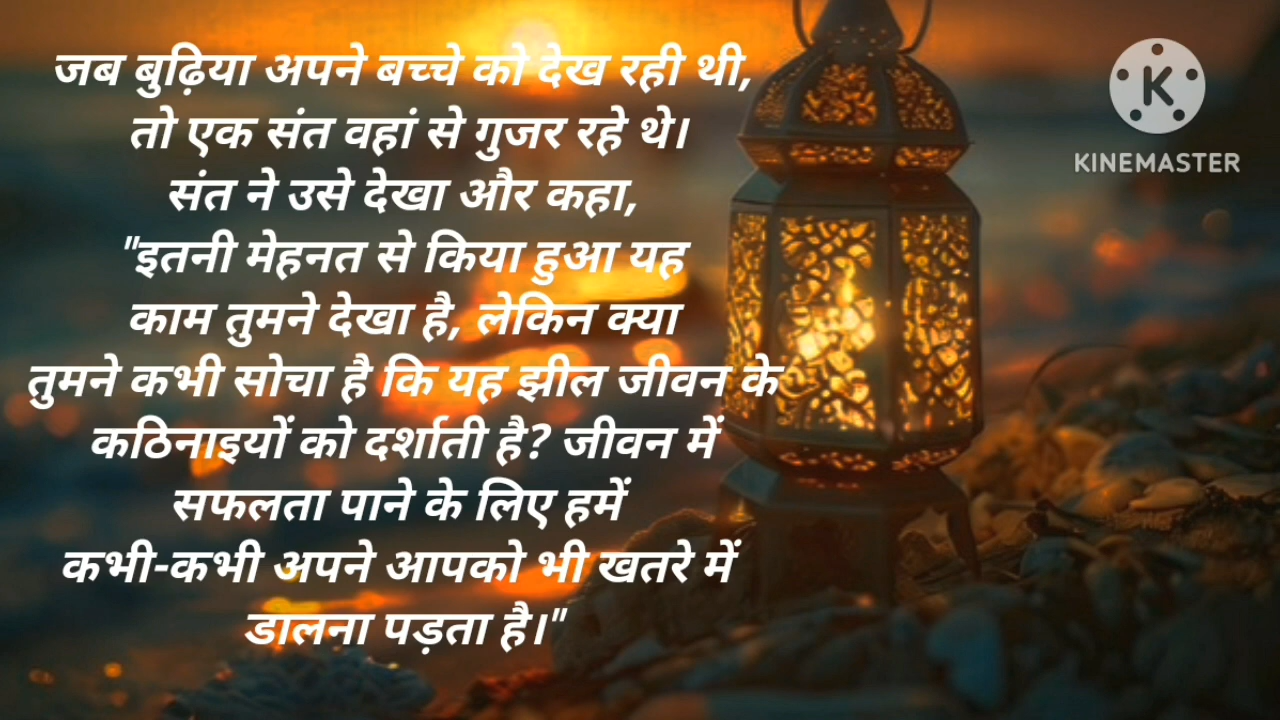 जब बुढ़िया अपने बच्चे को देख रही थी,
तो एक संत वहां से गुजर रहे थे।
संत ने उसे देखा और कहा,
"इतनी मेहनत से किया हुआ यह
काम तुमने देखा है, लेकिन क्या
तुमने कभी सोचा है कि यह झील जीवन के
कठिनाइयों को दर्शाती है? जीवन में
सफलता पाने के लिए हमें
कभी-कभी अपने आपको भी खतरे में
डालना पड़ता है।"
K
KINEMASTER